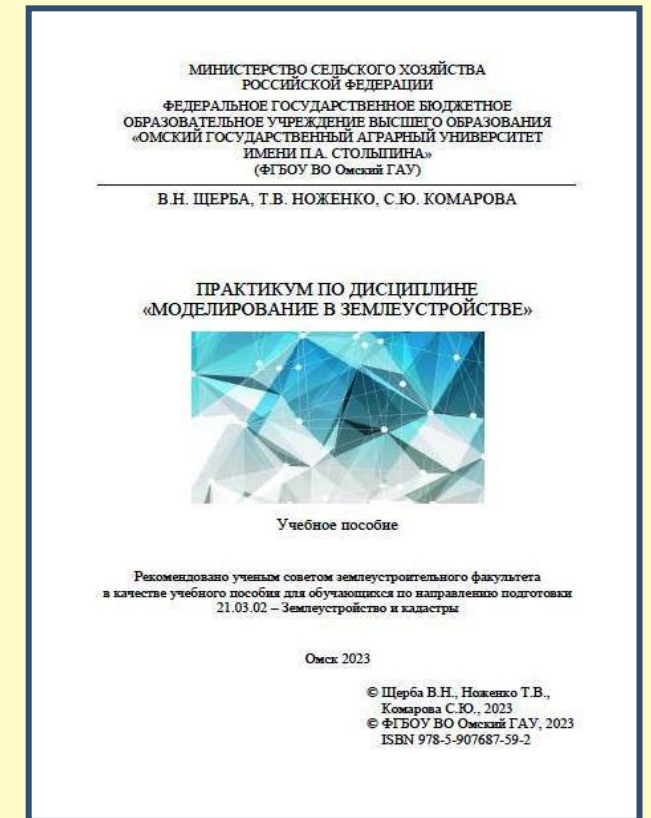 МИНИСТЕРСТВО СЕЛЬСКОГО ХОЗЯЙСТВА
РОССИЙСКОЙ ФЕДЕРАЦИИ
ФЕДЕРАЛЬНОЕ ГОСУДАРСТВЕННОЕ БЮДЖЕТНОЕ
ОБРАЗОВАТЕЛЬНОЕ УЧРЕЖДЕНИЕ ВЫСШЕГО ОБРАЗОВАНИЯ
«ОМСКИЙ ГОСУДАРСТВЕННЫЙ АГРАРНЫЙ УНИВЕРСИТЕТ
ИМЕНИ П.А. СТОЛЫПИНА»
(ФГБОУ ВО Омский ГАУ)
В.Н. ЩЕРБА, Т.В. НОЖЕНКО, С.Ю. КОМАРОВА
ПРАКТИКУМ ПО ДИСЦИПЛИНЕ
«МОДЕЛИРОВАНИЕ В ЗЕМЛЕУСТРОЙСТВЕ»
Учебное пособие
Рекомендовано ученым советом землеустроительного факультета
в качестве учебного пособия для обучающихся по направлению подготовки
21.03.02 – Землеустройство и кадастры
Омск 2023
© Щерба В.Н., Ноженко Т.В.,
Комарова С.Ю., 2023
© ФГБОУ ВО Омский ГАУ, 2023
ISBN 978-5-907687-59-2